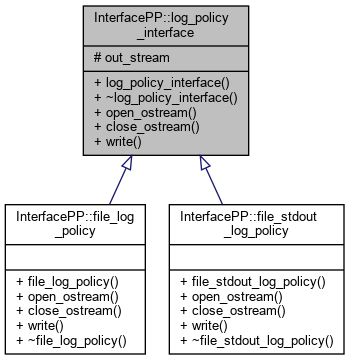 InterfacePP::log_policy
_interface
# out_stream
+ log_policy_interface()
+ ~log_policy_interface()
+ open_ostream()
+ close_ostream()
+ write()
InterfacePP::file_log
_policy
+ file_log_policy()
+ open_ostream()
+ close_ostream()
+ write()
+ ~file_log_policy()
InterfacePP::file_stdout
_log_policy
+ file_stdout_log_policy()
+ open_ostream()
+ close_ostream()
+ write()
+ ~file_stdout_log_policy()